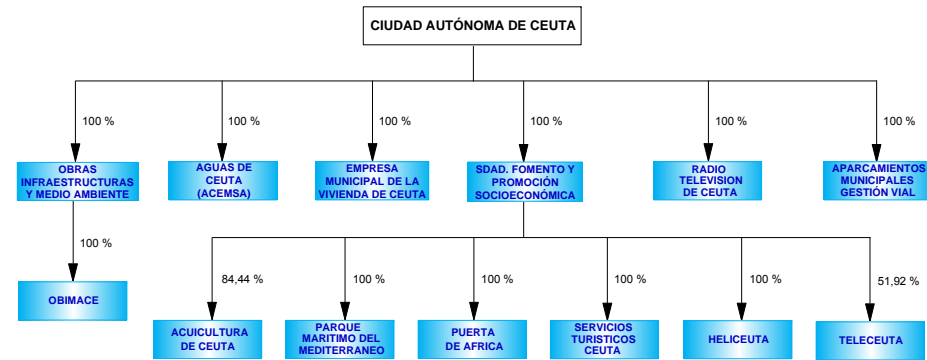 CIUDAD AUTÓNOMA DE CEUTA
100 %
100 %
100 %
100 %
100 %
100 %
OBRAS
INFRAESTRUCTURAS
Y MEDIO AMBIENTE
AGUAS DE
CEUTA
(ACEMSA)
EMPRESA
MUNICIPAL DE LA
VIVIENDA DE CEUTA
SDAD. FOMENTO Y
PROMOCIÓN
SOCIOECONÓMICA
RADIO
TELEVISION
DE CEUTA
APARCAMIENTOS
MUNICIPALES
GESTIÓN VIAL
100 %
OBIMACE
84,44 %
100 %
100 %
100 %
100 %
51,92 %
ACUICULTURA
DE CEUTA
PARQUE
MARITIMO DEL
MEDITERRANEO
PUERTA
DE AFRICA
SERVICIOS
TURISTICOS
CEUTA
HELICEUTA
TELECEUTA